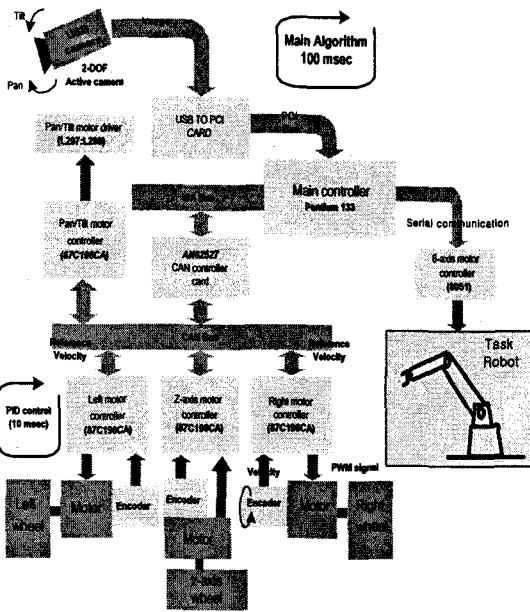 Tilt
USB
Camera
Pan
2-DOF
Active camera
Main Algorithm
100 msec
Pan/Tilt motor driver
(L297/L298)
USB TO PCI
CARD
PCI
Main controller
Pentium 133
Pan/Tilt motor
controller
(87C196CA)
AN82527
CAN controller
card
Serial communication
6-axis motor
controller
(8051)
CAN Bus
Reference
Velocity
Reference
Velocity
Task
Robot
PID control
(10 msec)
Left motor
controller
(87C196CA)
Z-axis motor
controller
(87C196CA)
Right motor
controller
(87C196CA)
Velocity
PWM signal
Left
wheel
Motor
Encoder
Encoder
Encoder
Motor
Right
wheel
Motor
Z-axis
wheel